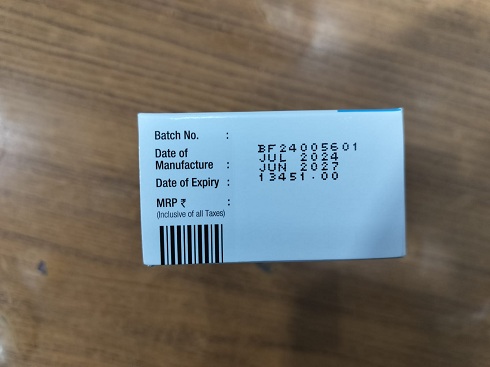 Batch No. :
BF24005601
Date of
Manufacture :
JUL 2024
Date of Expiry :
JUN 2027
MRP ₹ :
13451.00
(Inclusive of all Taxes)